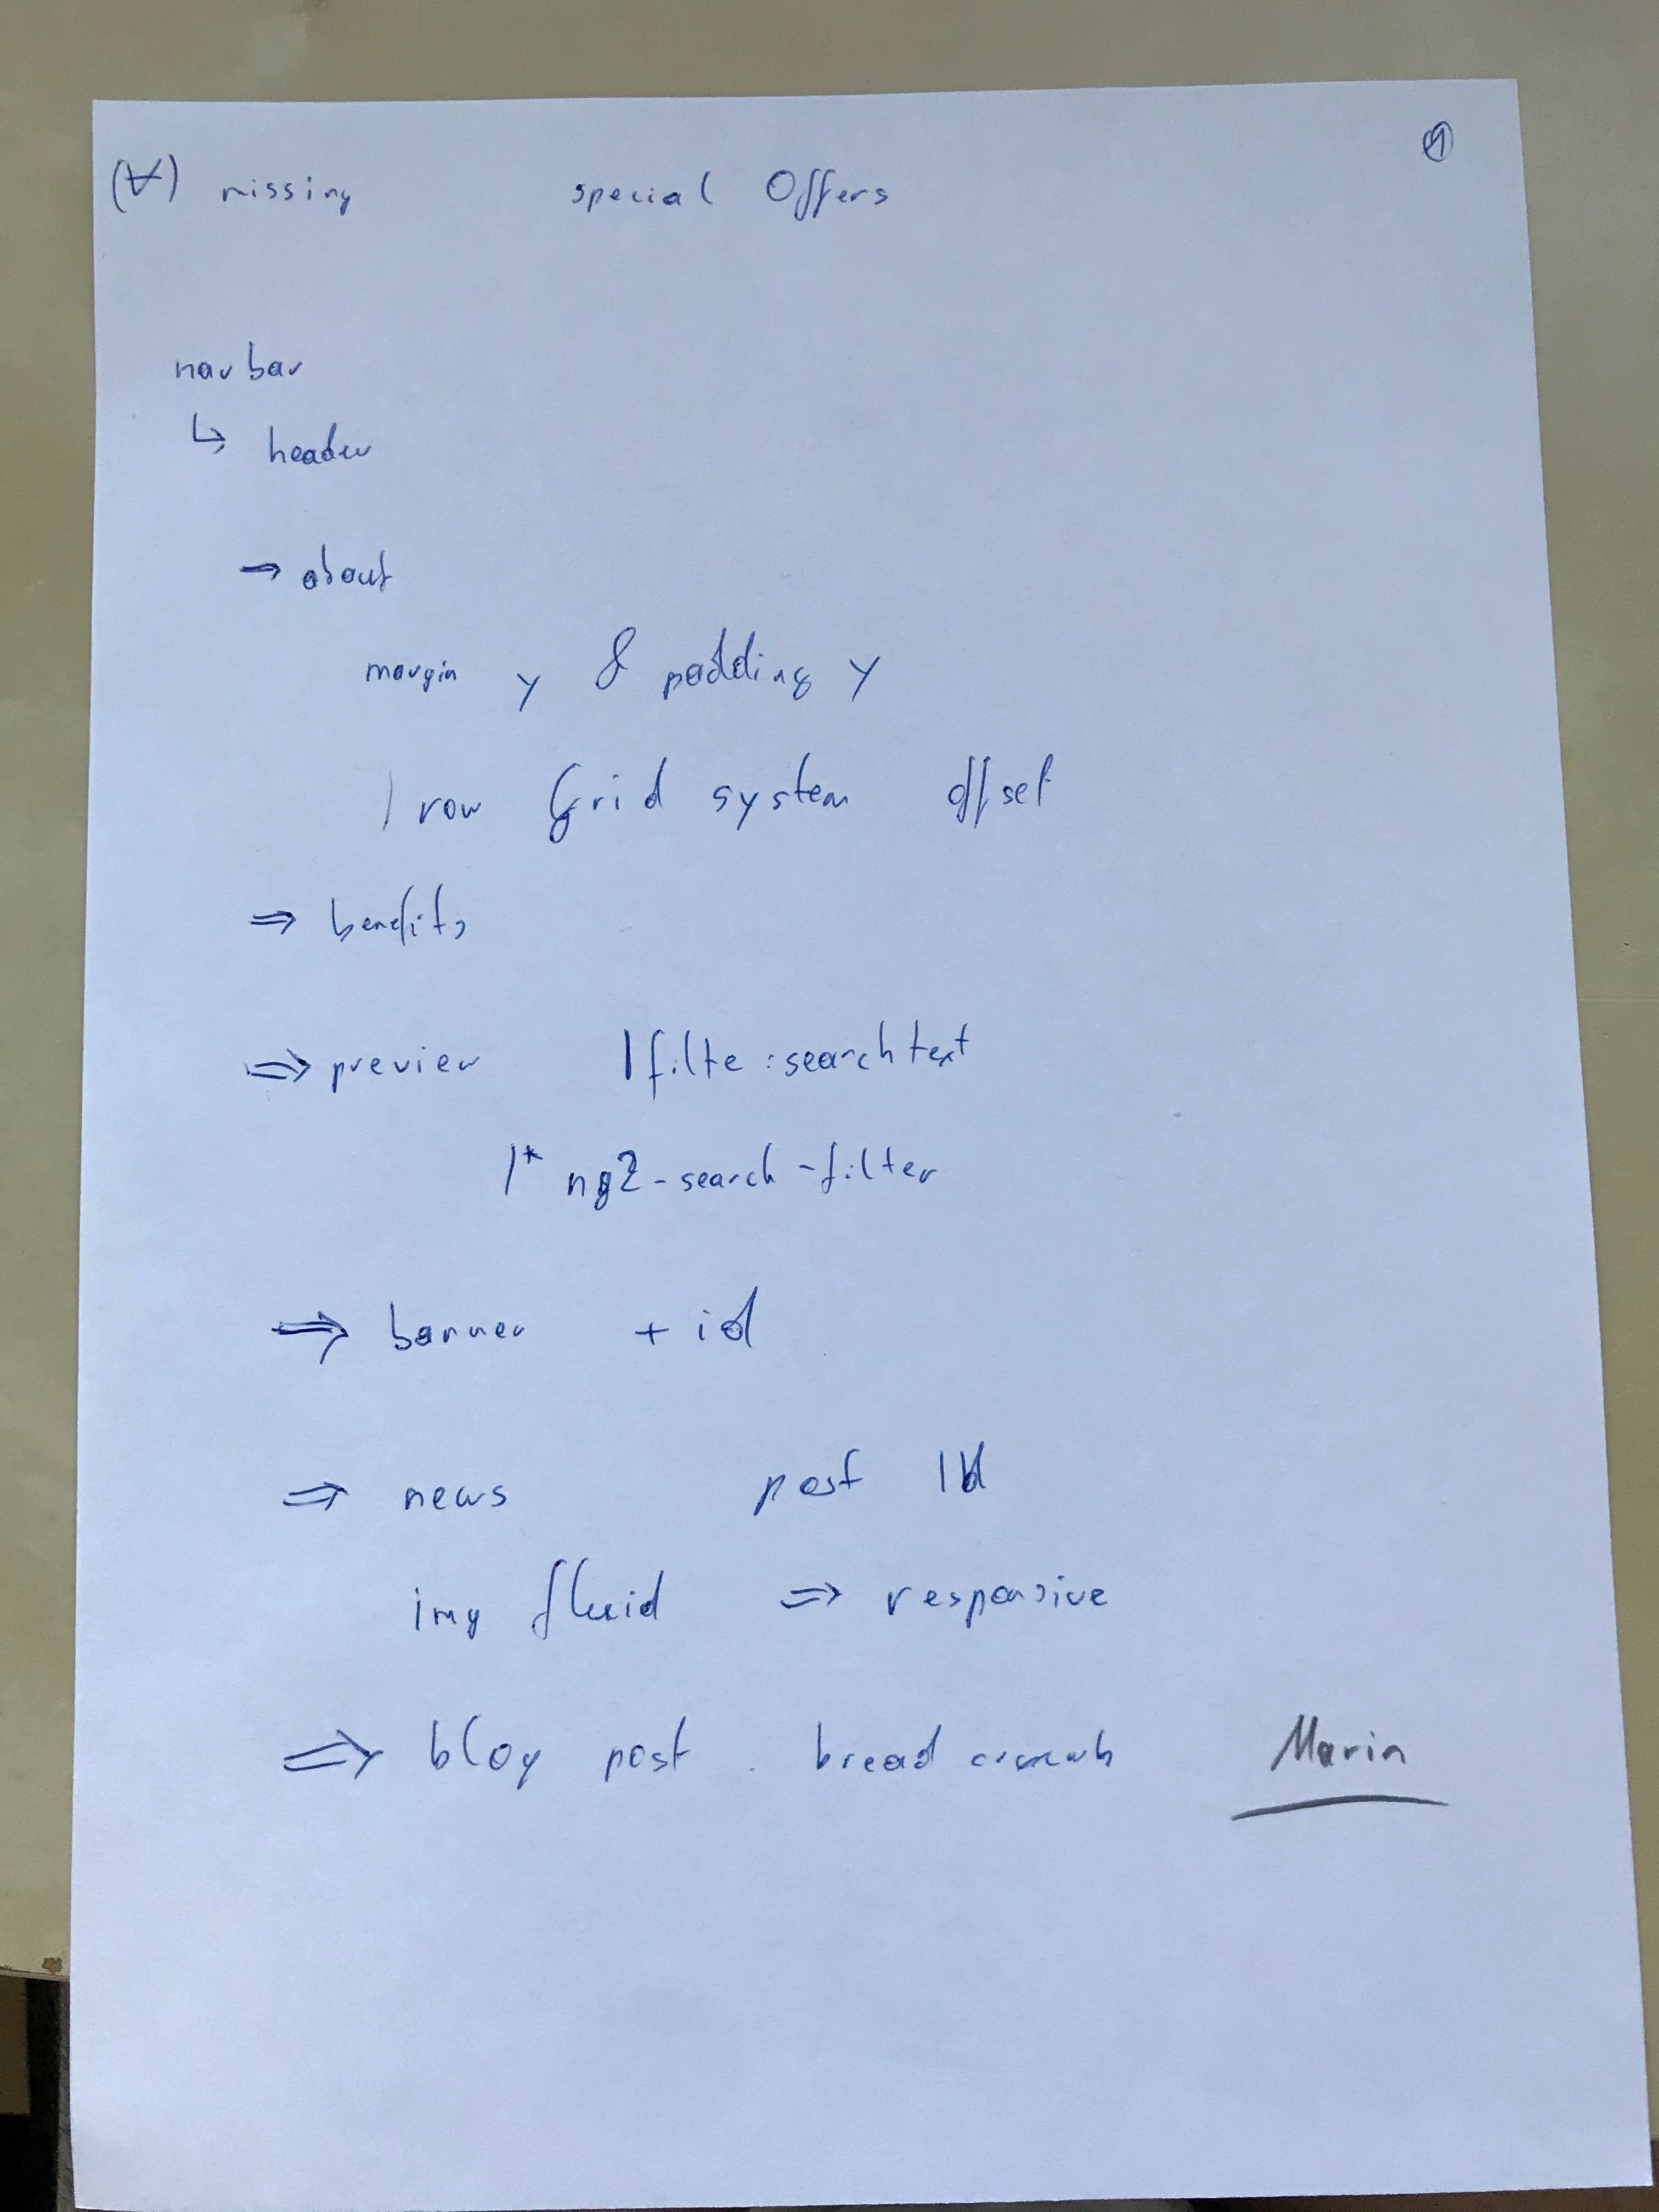 ①
(∀) missing special Offers
navbar
↳ header
→ about
margin y & padding y
/ row Grid system offset
⇒ benefits
⇒ preview | filte : searchtext
/* ng2-search-filter
⇒ banner + id
⇒ news post Id
img fluid ⇒ responsive
⇒ blog post . bread crumb Marin